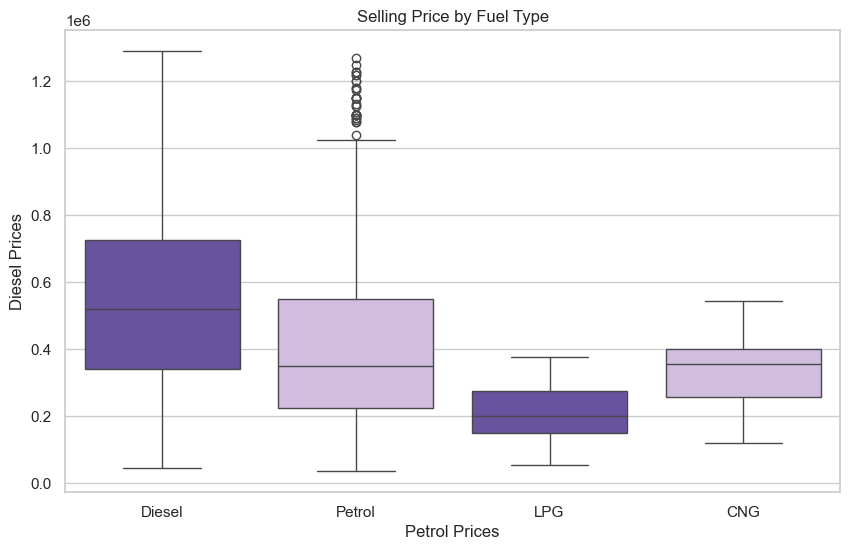 Selling Price by Fuel Type
1e6
1.2
1.0
0.8
0.6
0.4
0.2
0.0
Diesel Prices
Diesel Petrol LPG CNG
Petrol Prices